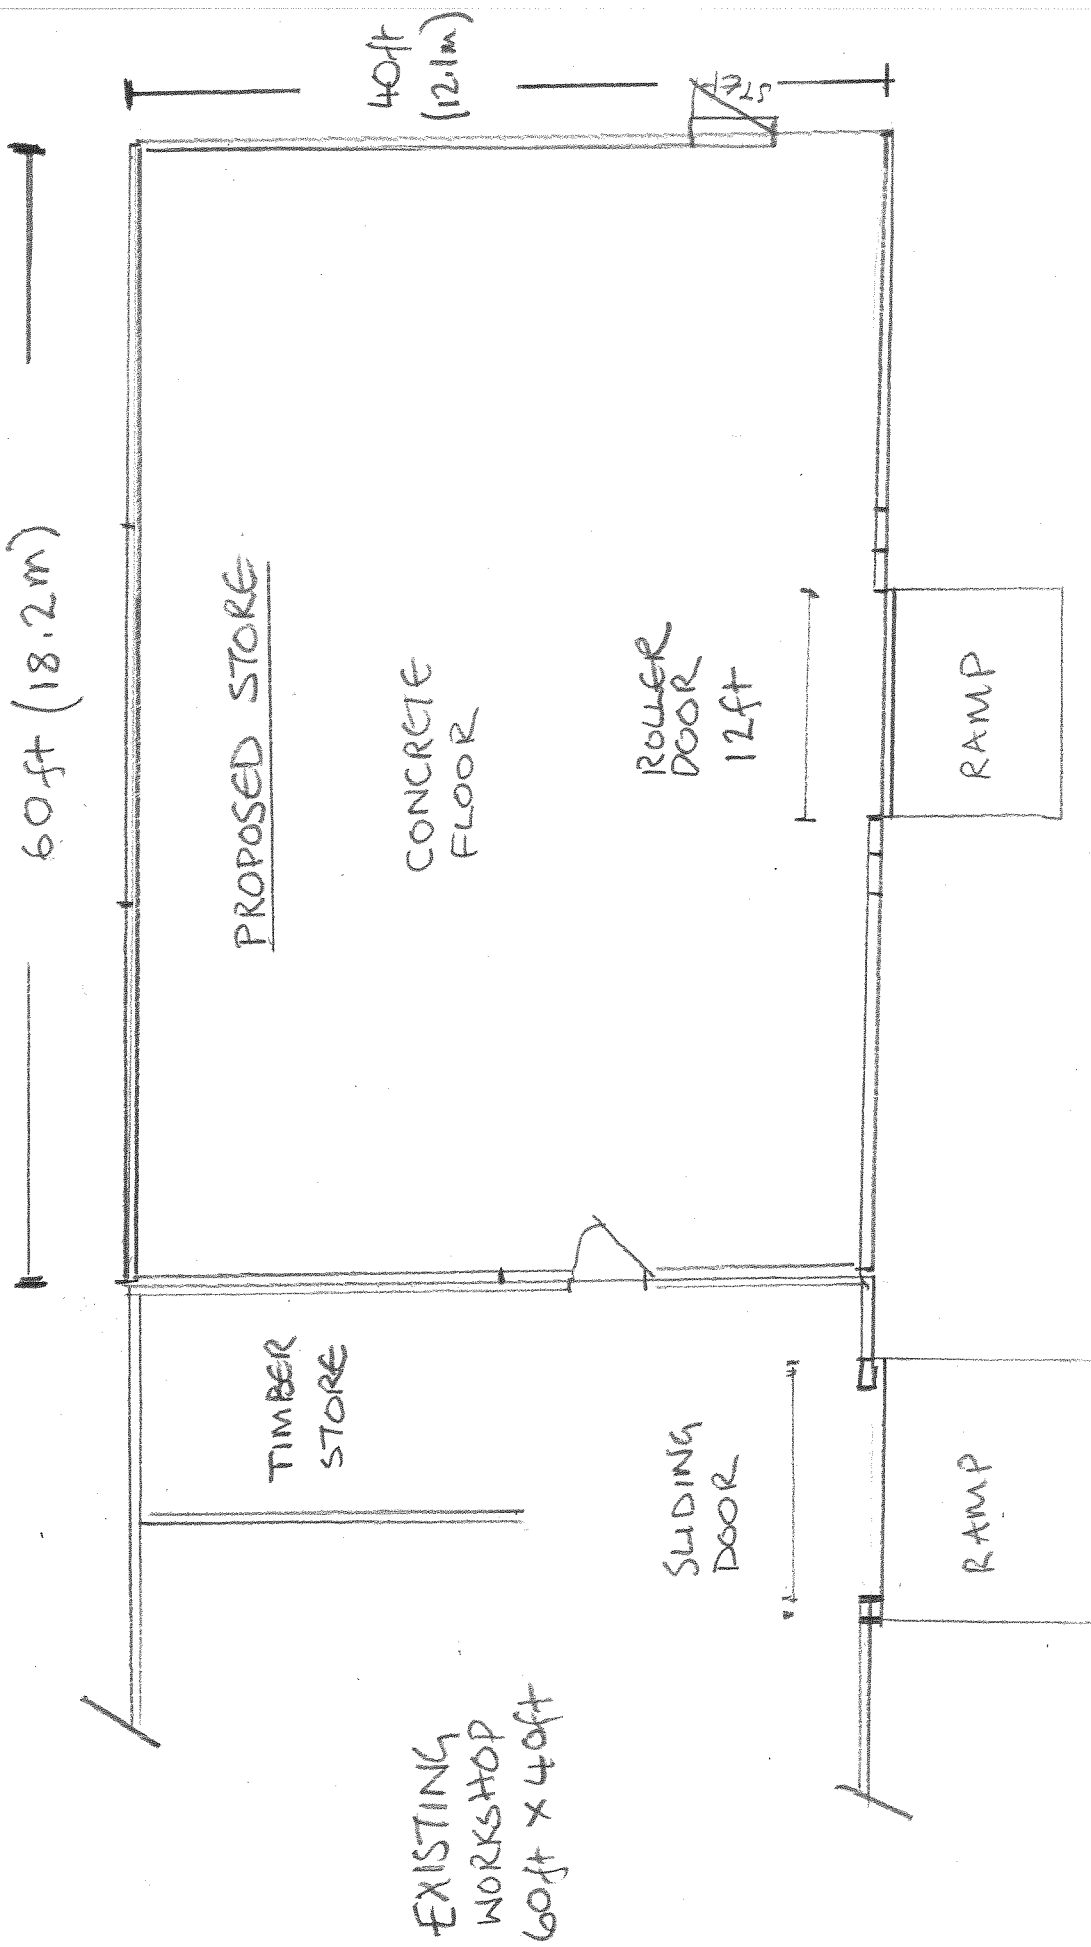 60ft (18.2m)
40ft
(12.1m)
STEP
PROPOSED STORE
CONCRETE
FLOOR
ROLLER
DOOR
12ft
RAMP
TIMBER
STORE
SLIDING
DOOR
RAMP
EXISTING
WORKSHOP
60ft X 40ft